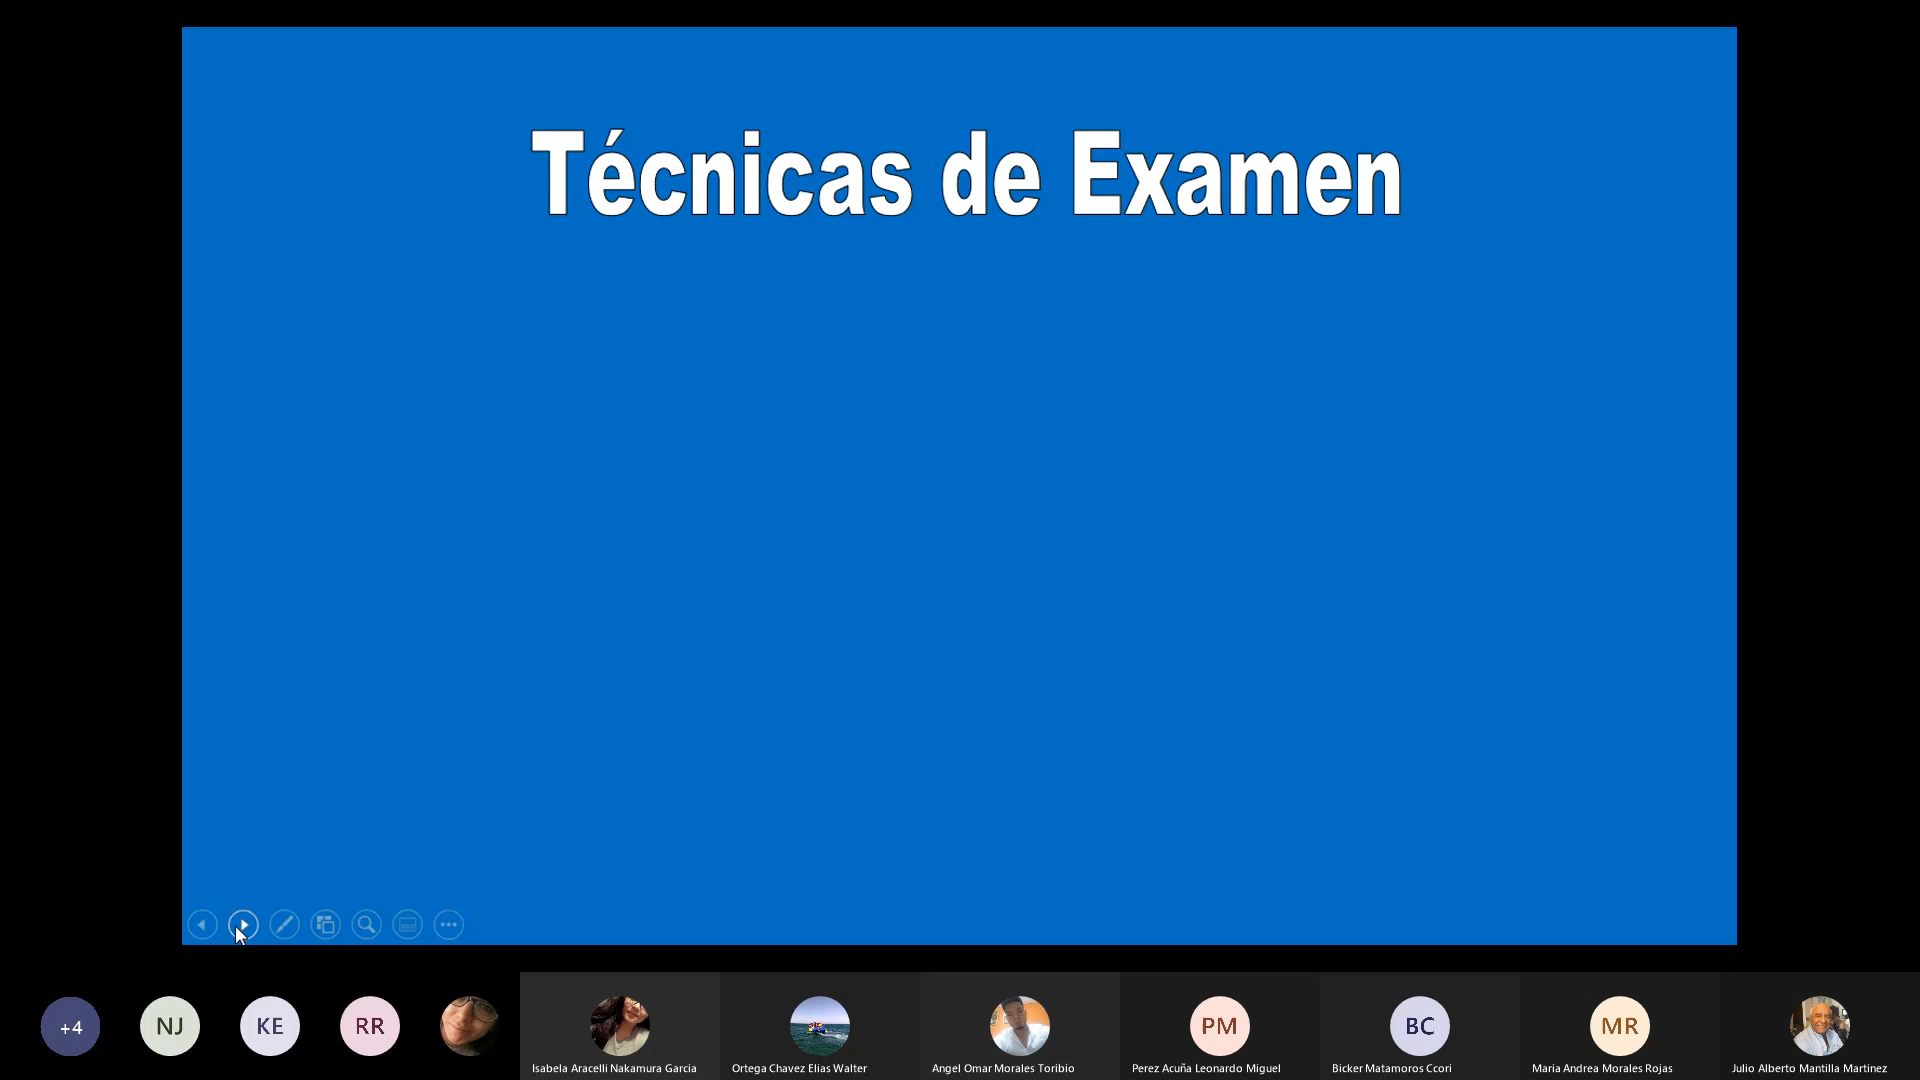 Técnicas de Examen
+4
NJ
KE
RR
PM
BC
MR
Isabela Aracelli Nakamura Garcia
Ortega Chavez Elias Walter
Angel Omar Morales Toribio
Perez Acuña Leonardo Miguel
Bicker Matamoros Ccori
Maria Andrea Morales Rojas
Julio Alberto Mantilla Martinez